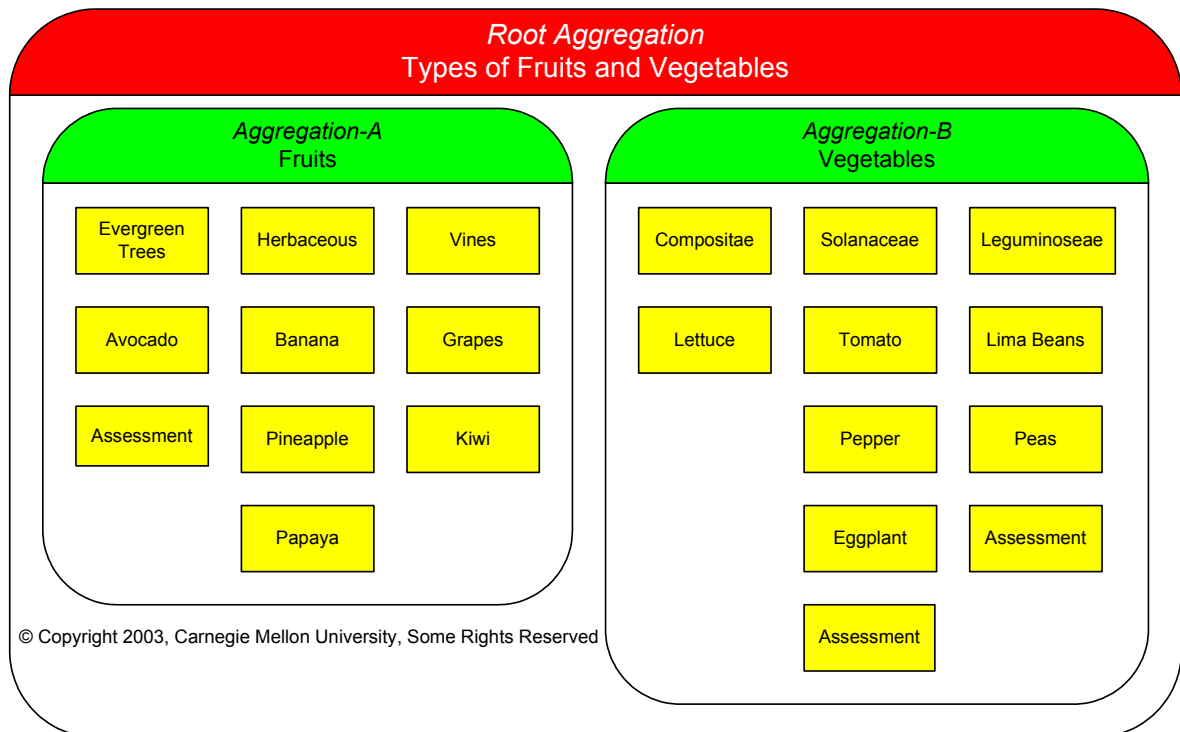 Root Aggregation
Types of Fruits and Vegetables
Aggregation-A
Fruits
Evergreen
Trees
Herbaceous
Vines
Avocado
Banana
Grapes
Assessment
Pineapple
Kiwi
Papaya
Aggregation-B
Vegetables
Compositae
Solanaceae
Leguminoseae
Lettuce
Tomato
Lima Beans
Pepper
Peas
Eggplant
Assessment
Assessment
© Copyright 2003, Carnegie Mellon University, Some Rights Reserved